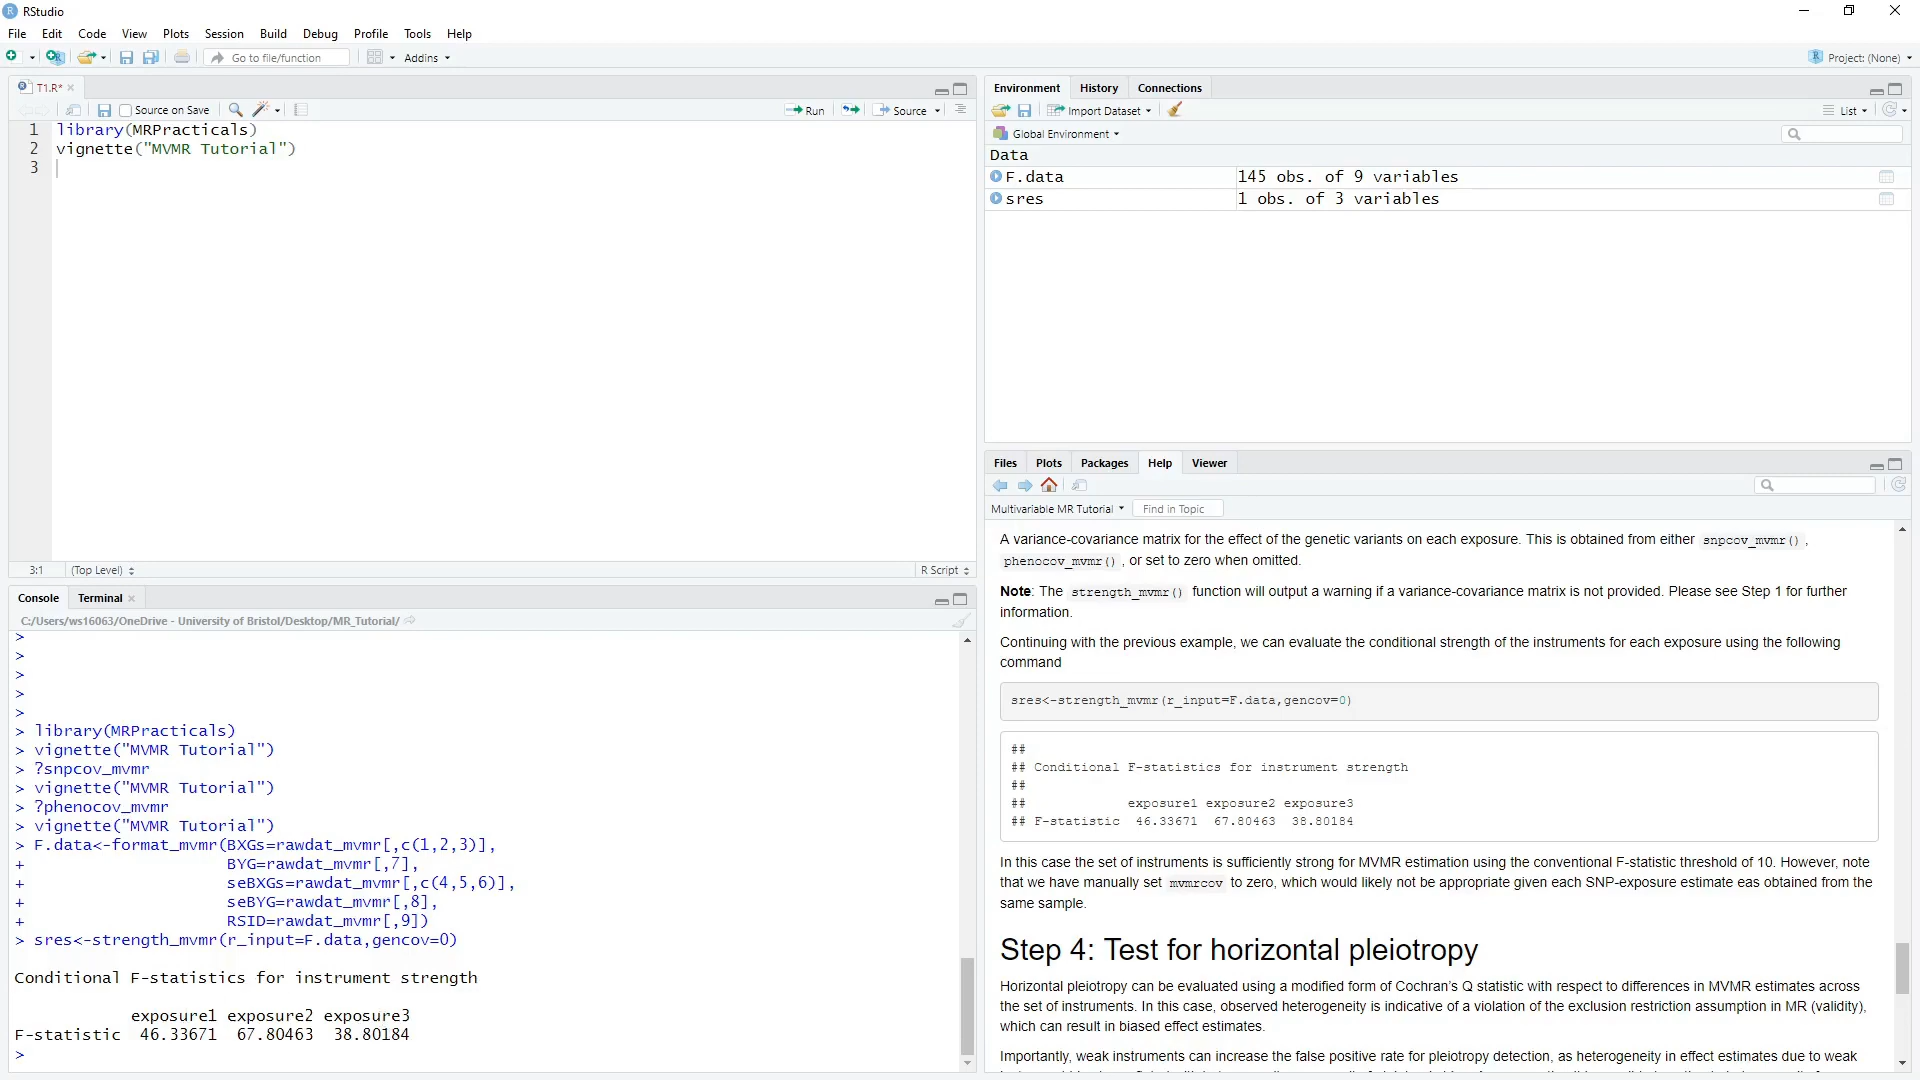 RStudio
File Edit Code View Plots Session Build Debug Profile Tools Help
Go to file/function Addins Project: (None)
T1.R*
Source on Save Run Source
1 library(MRPracticals)
2 vignette("MVMR Tutorial")
3
3:1 (Top Level) R Script
Console Terminal
C:/Users/ws16063/OneDrive - University of Bristol/Desktop/MR_Tutorial/
>
>
>
>
>
> library(MRPracticals)
> vignette("MVMR Tutorial")
> ?snpcov_mvmr
> vignette("MVMR Tutorial")
> ?phenocov_mvmr
> vignette("MVMR Tutorial")
> F.data<-format_mvmr(BXGs=rawdat_mvmr[,c(1,2,3)],
+ BYG=rawdat_mvmr[,7],
+ seBXGs=rawdat_mvmr[,c(4,5,6)],
+ seBYG=rawdat_mvmr[,8],
+ RSID=rawdat_mvmr[,9])
> sres<-strength_mvmr(r_input=F.data,gencov=0)
Conditional F-statistics for instrument strength
exposure1 exposure2 exposure3
F-statistic 46.33671 67.80463 38.80184
>
Environment History Connections
Import Dataset List
Global Environment
Data
F.data 145 obs. of 9 variables
sres 1 obs. of 3 variables
Files Plots Packages Help Viewer
Multivariable MR Tutorial Find in Topic
A variance-covariance matrix for the effect of the genetic variants on each exposure. This is obtained from either snpcov_mvmr() ,
phenocov_mvmr() , or set to zero when omitted.
Note: The strength_mvmr() function will output a warning if a variance-covariance matrix is not provided. Please see Step 1 for further
information.
Continuing with the previous example, we can evaluate the conditional strength of the instruments for each exposure using the following
command
sres<-strength_mvmr(r_input=F.data,gencov=0)
##
## Conditional F-statistics for instrument strength
##
## exposure1 exposure2 exposure3
## F-statistic 46.33671 67.80463 38.80184
In this case the set of instruments is sufficiently strong for MVMR estimation using the conventional F-statistic threshold of 10. However, note
that we have manually set mvmrcov to zero, which would likely not be appropriate given each SNP-exposure estimate eas obtained from the
same sample.
Step 4: Test for horizontal pleiotropy
Horizontal pleiotropy can be evaluated using a modified form of Cochran's Q statistic with respect to differences in MVMR estimates across
the set of instruments. In this case, observed heterogeneity is indicative of a violation of the exclusion restriction assumption in MR (validity),
which can result in biased effect estimates.
Importantly, weak instruments can increase the false positive rate for pleiotropy detection, as heterogeneity in effect estimates due to weak